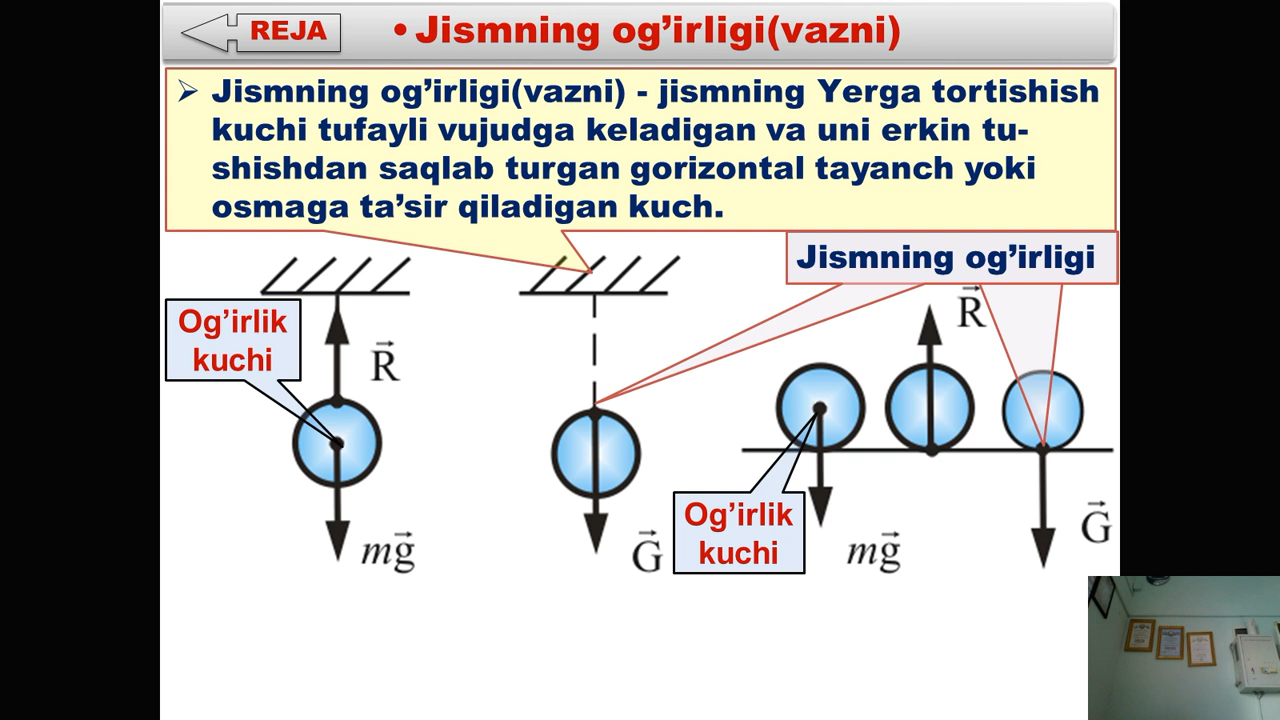 REJA
• Jismning og’irligi(vazni)
➢ Jismning og’irligi(vazni) - jismning Yerga tortishish
kuchi tufayli vujudga keladigan va uni erkin tu-
shishdan saqlab turgan gorizontal tayanch yoki
osmaga ta’sir qiladigan kuch.
Jismning og’irligi
Og’irlik
kuchi
R⃗
R⃗
mg⃗
G⃗
Og’irlik
kuchi
mg⃗
G⃗